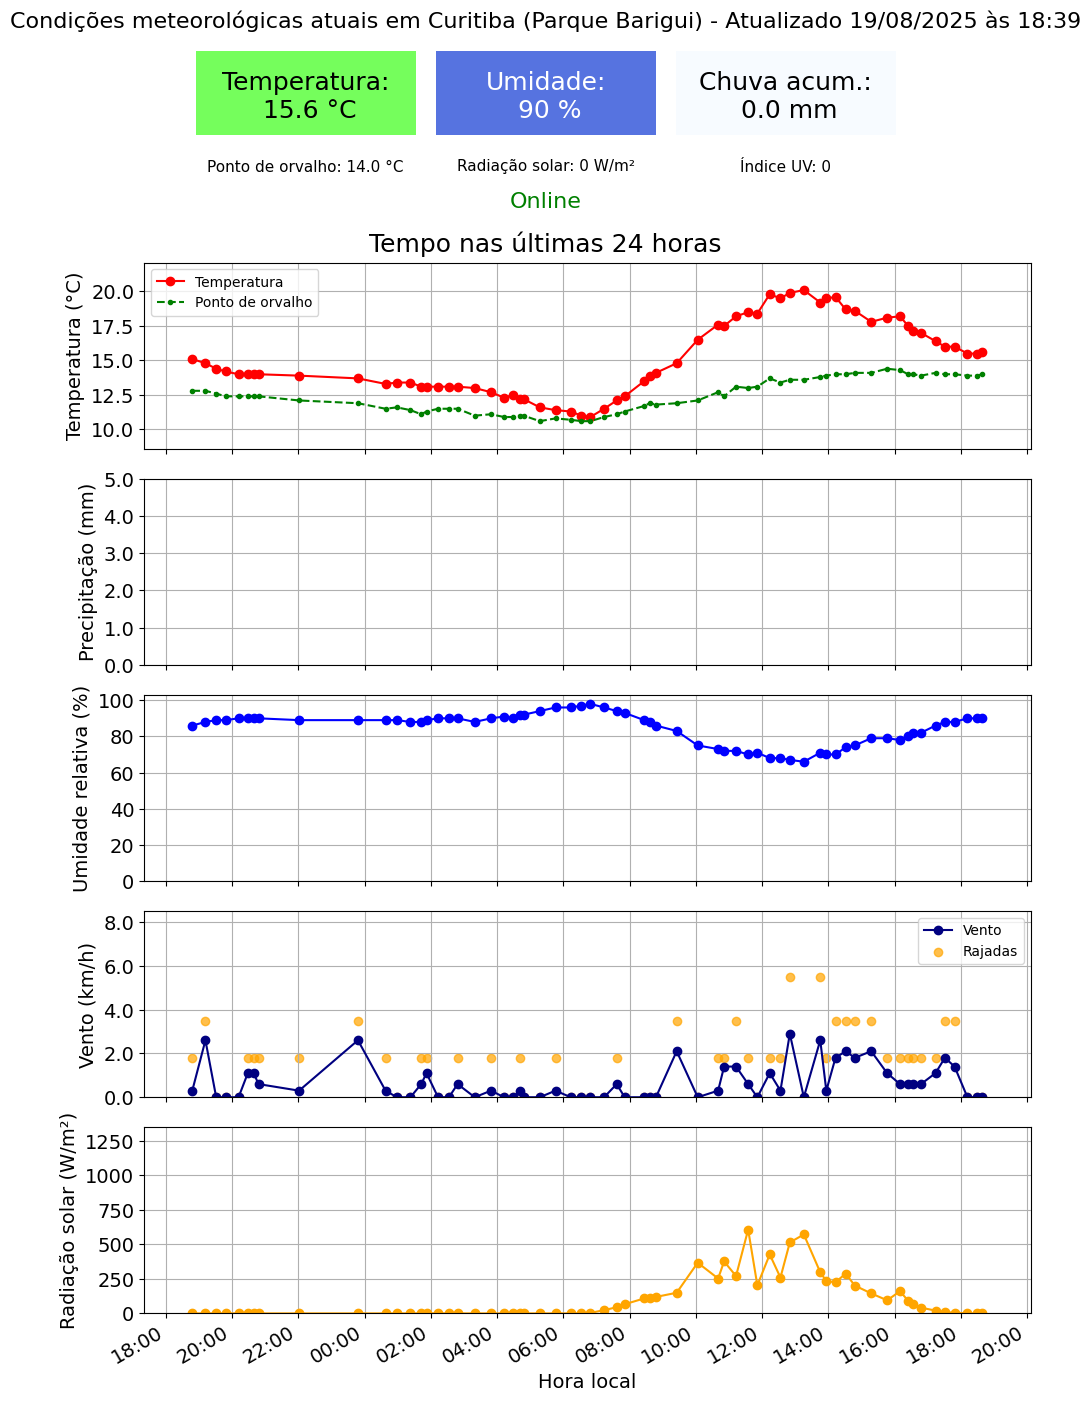 Condições meteorológicas atuais em Curitiba (Parque Barigui) - Atualizado 19/08/2025 às 18:39
Temperatura:
15.6 °C
Umidade:
90 %
Chuva acum.:
0.0 mm
Ponto de orvalho: 14.0 °C
Radiação solar: 0 W/m²
Índice UV: 0
Online
Tempo nas últimas 24 horas
Temperatura (°C)
20.0
17.5
15.0
12.5
10.0
Temperatura
Ponto de orvalho
Precipitação (mm)
5.0
4.0
3.0
2.0
1.0
0.0
Umidade relativa (%)
100
80
60
40
20
0
Vento (km/h)
8.0
6.0
4.0
2.0
0.0
Vento
Rajadas
Radiação solar (W/m²)
1250
1000
750
500
250
0
18:00
20:00
22:00
00:00
02:00
04:00
06:00
08:00
10:00
12:00
14:00
16:00
18:00
20:00
Hora local